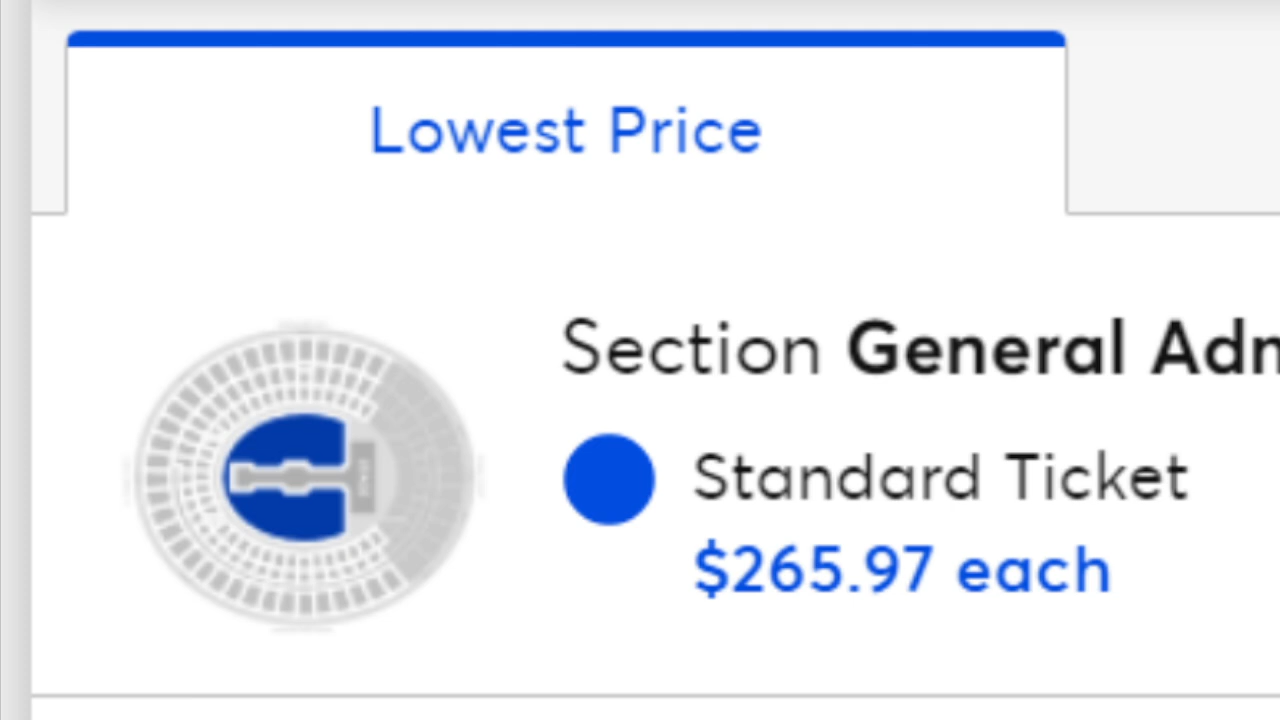 Lowest Price
Section General Adm
Standard Ticket
$265.97 each